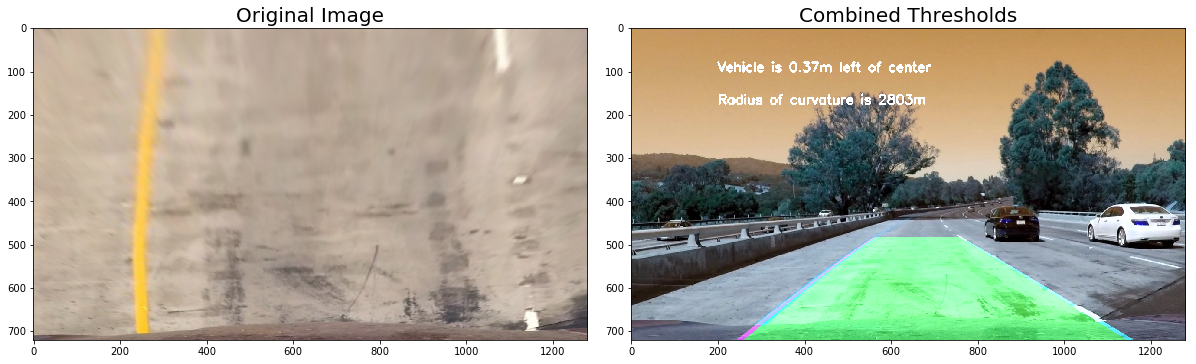 Original Image
0
100
200
300
400
500
600
700
0 200 400 600 800 1000 1200
Combined Thresholds
Vehicle is 0.37m left of center
Radius of curvature is 2803m
0
100
200
300
400
500
600
700
0 200 400 600 800 1000 1200